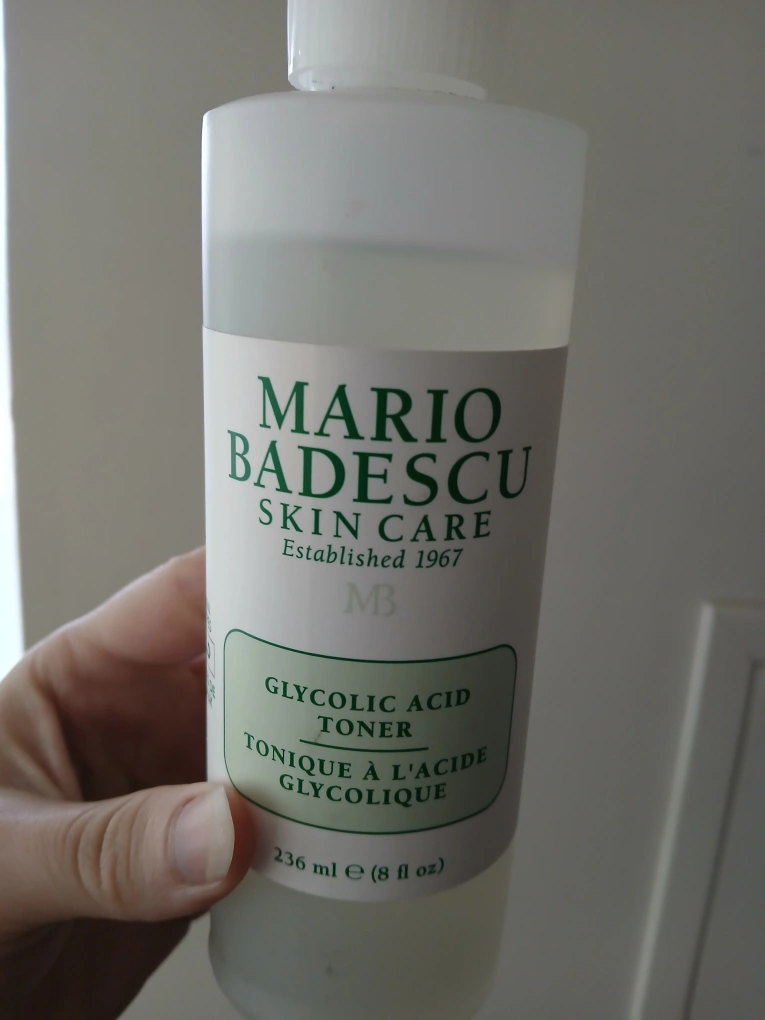 MARIO
BADESCU
SKIN CARE
Established 1967
MB
GLYCOLIC ACID
TONER
TONIQUE À L'ACIDE
GLYCOLIQUE
236 ml ℮ (8 fl oz)